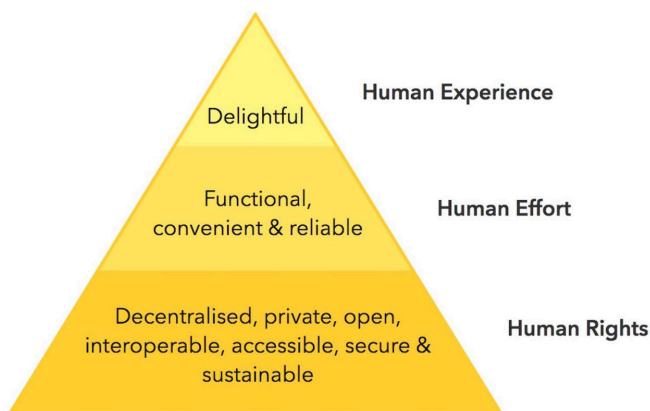 Human Experience
Delightful
Functional,
convenient & reliable
Human Effort
Decentralised, private, open,
interoperable, accessible, secure &
sustainable
Human Rights